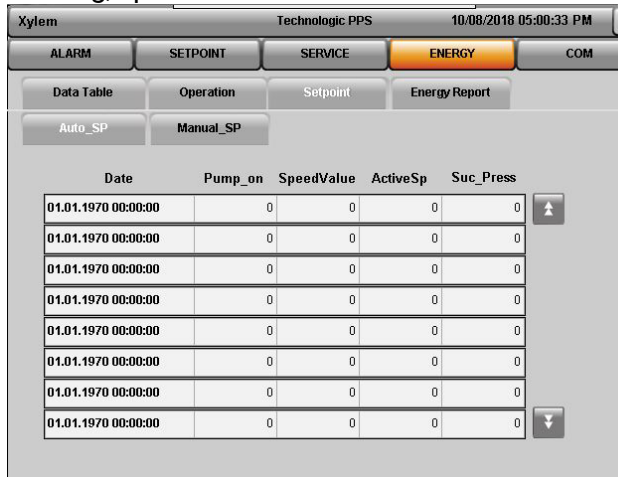 Xylem Technologic PPS 10/08/2018 05:00:33 PM
ALARM SETPOINT SERVICE ENERGY COM
Data Table Operation Setpoint Energy Report
Auto_SP Manual_SP
Date Pump_on SpeedValue ActiveSp Suc_Press
01.01.1970 00:00:00 0 0 0 0
01.01.1970 00:00:00 0 0 0 0
01.01.1970 00:00:00 0 0 0 0
01.01.1970 00:00:00 0 0 0 0
01.01.1970 00:00:00 0 0 0 0
01.01.1970 00:00:00 0 0 0 0
01.01.1970 00:00:00 0 0 0 0
01.01.1970 00:00:00 0 0 0 0